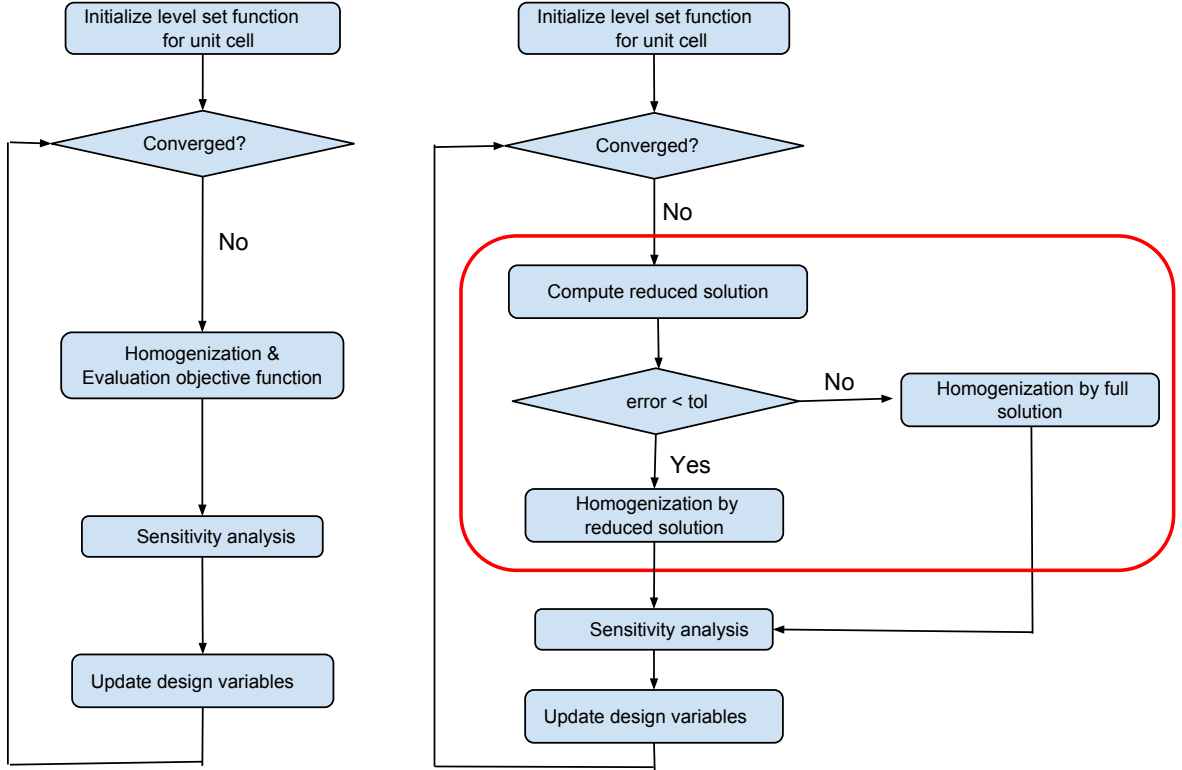 Initialize level set function
for unit cell
Converged?
No
Homogenization &
Evaluation objective function
Sensitivity analysis
Update design variables
Initialize level set function
for unit cell
Converged?
No
Compute reduced solution
error < tol
No
Homogenization by full
solution
Yes
Homogenization by
reduced solution
Sensitivity analysis
Update design variables